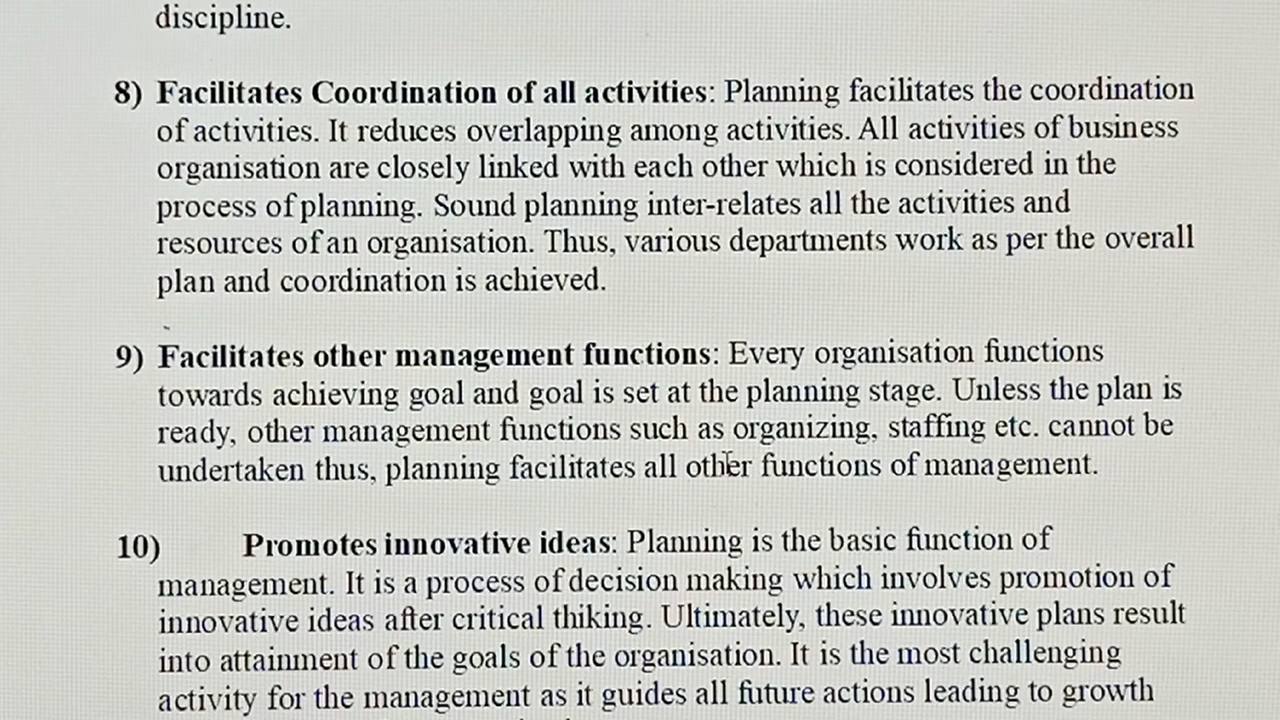 discipline.
8) Facilitates Coordination of all activities: Planning facilitates the coordination
of activities. It reduces overlapping among activities. All activities of business
organisation are closely linked with each other which is considered in the
process of planning. Sound planning inter-relates all the activities and
resources of an organisation. Thus, various departments work as per the overall
plan and coordination is achieved.
9) Facilitates other management functions: Every organisation functions
towards achieving goal and goal is set at the planning stage. Unless the plan is
ready, other management functions such as organizing, staffing etc. cannot be
undertaken thus, planning facilitates all other functions of management.
10) Promotes innovative ideas: Planning is the basic function of
management. It is a process of decision making which involves promotion of
innovative ideas after critical thiking. Ultimately, these innovative plans result
into attainment of the goals of the organisation. It is the most challenging
activity for the management as it guides all future actions leading to growth